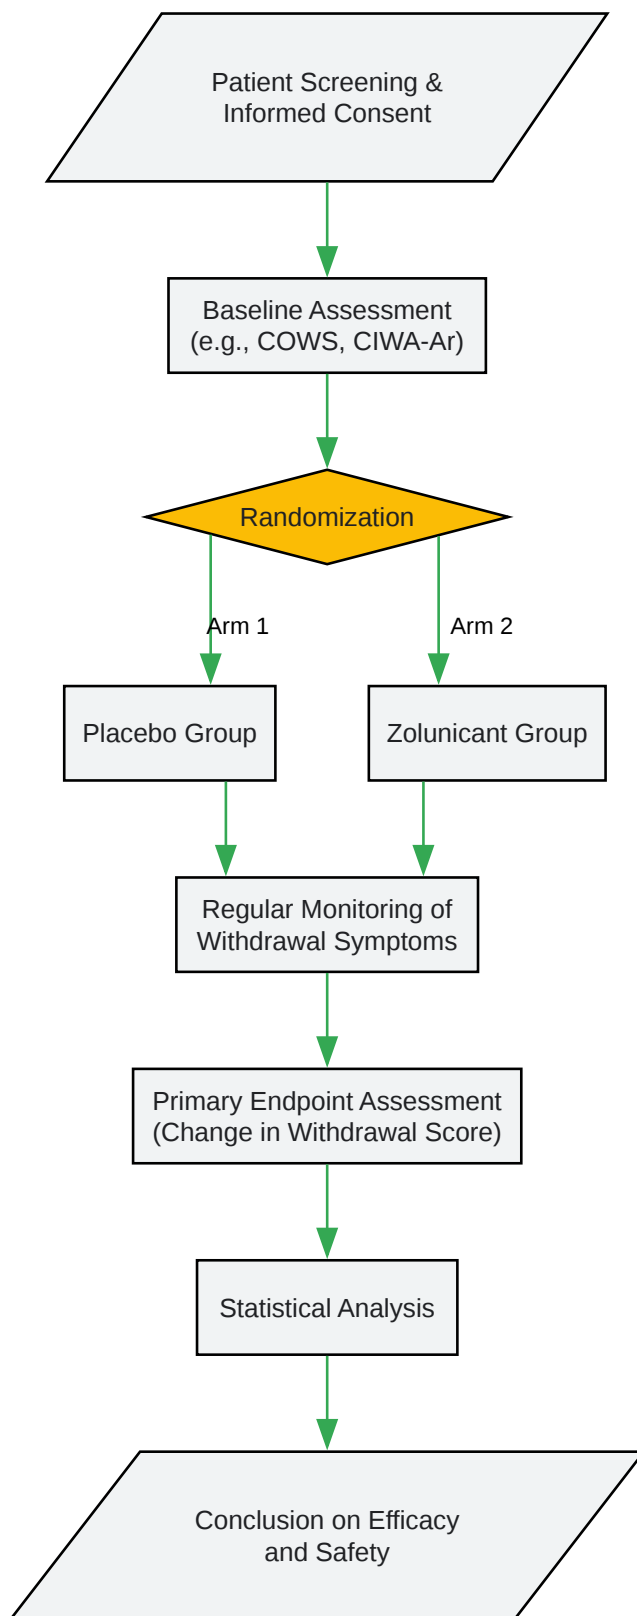 Patient Screening &
Informed Consent
Baseline Assessment
(e.g., COWS, CIWA-Ar)
Randomization
Arm 1
Arm 2
Placebo Group
Zolunicant Group
Regular Monitoring of
Withdrawal Symptoms
Primary Endpoint Assessment
(Change in Withdrawal Score)
Statistical Analysis
Conclusion on Efficacy
and Safety